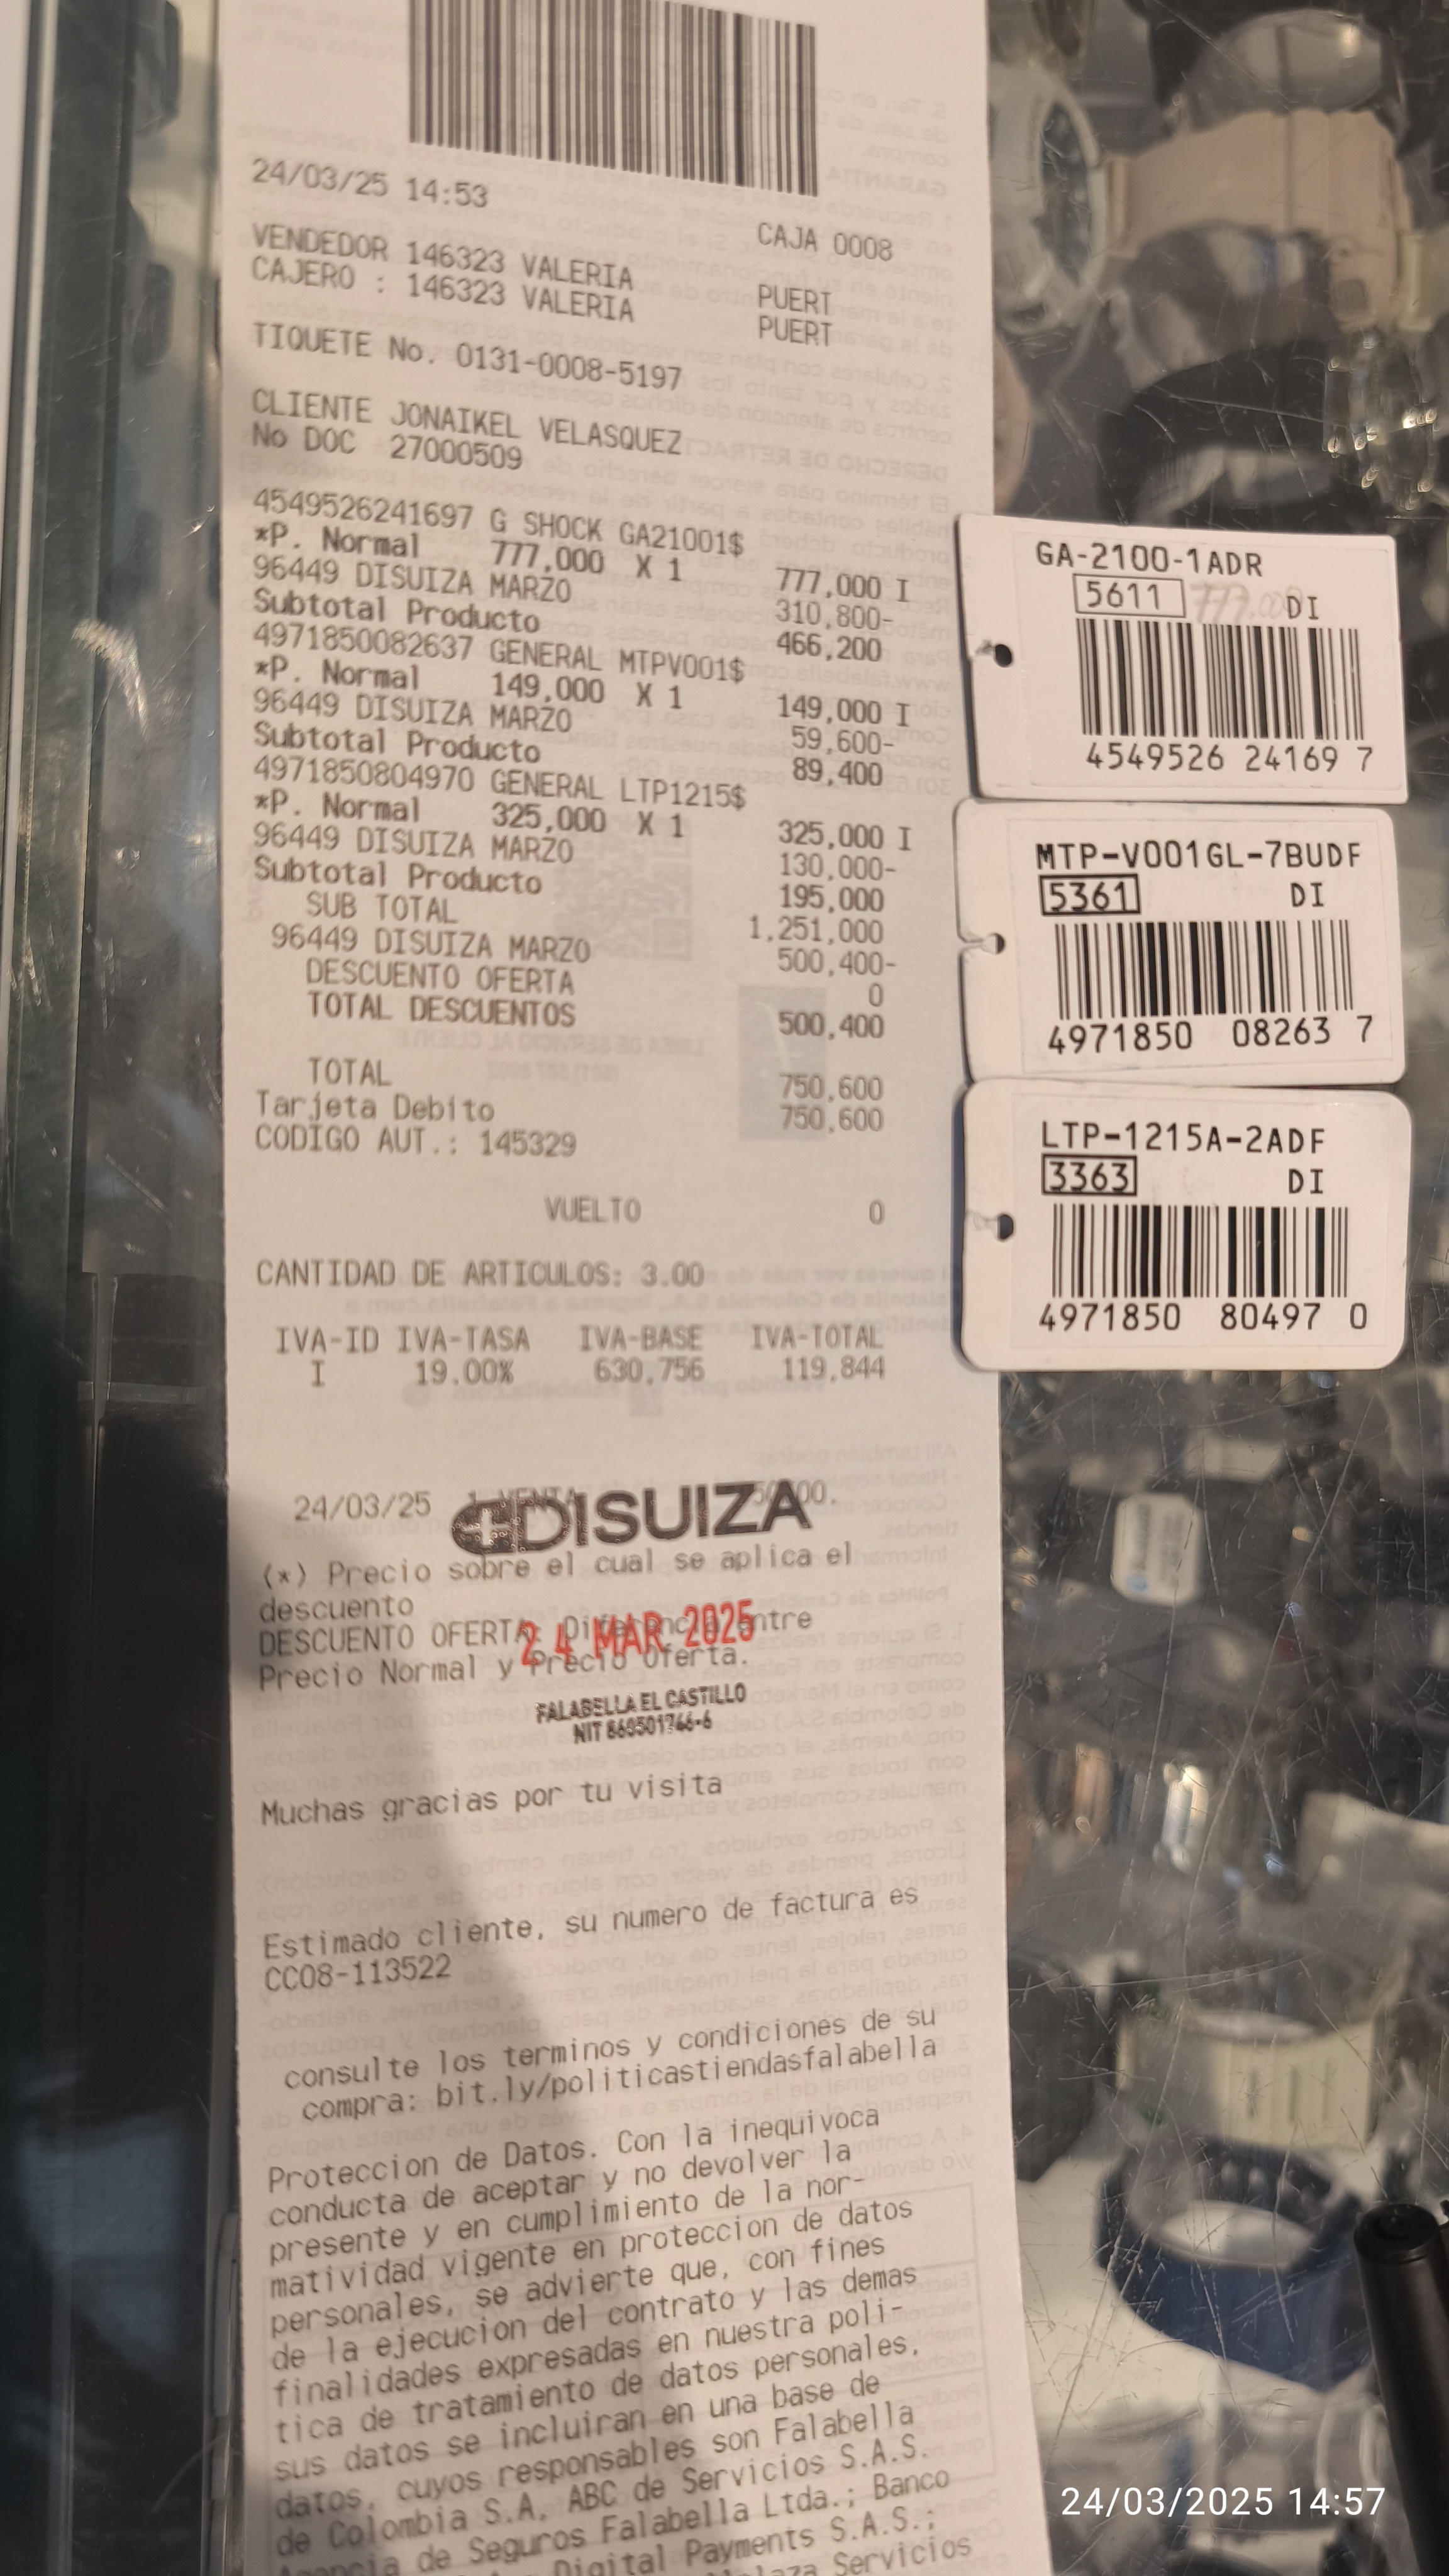 24/03/25 14:53
CAJA 0008
VENDEDOR 146323 VALERIA PUERT
CAJERO : 146323 VALERIA PUERT
TIQUETE No. 0131-0008-5197
CLIENTE JONAIKEL VELASQUEZ
No DOC 27000509
4549526241697 G SHOCK GA21001$
*P. Normal 777,000 X 1 777,000 I
96449 DISUIZA MARZO 310,800-
Subtotal Producto 466,200
4971850082637 GENERAL MTPV001$
*P. Normal 149,000 X 1 149,000 I
96449 DISUIZA MARZO 59,600-
Subtotal Producto 89,400
4971850804970 GENERAL LTP1215$
*P. Normal 325,000 X 1 325,000 I
96449 DISUIZA MARZO 130,000-
Subtotal Producto 195,000
SUB TOTAL 1,251,000
96449 DISUIZA MARZO 500,400-
DESCUENTO OFERTA 0
TOTAL DESCUENTOS 500,400
TOTAL 750,600
Tarjeta Debito 750,600
CODIGO AUT.: 145329
VUELTO 0
CANTIDAD DE ARTICULOS: 3.00
IVA-ID IVA-TASA IVA-BASE IVA-TOTAL
I 19.00% 630,756 119,844
24/03/25
DISUIZA
(*) Precio sobre el cual se aplica el
descuento
DESCUENTO OFERTA: Diferencia entre
24 MAR 2025
Precio Normal y Precio Oferta.
FALABELLA EL CASTILLO
NIT 860501766-6
Muchas gracias por tu visita
Estimado cliente, su numero de factura es
CC08-113522
consulte los terminos y condiciones de su
compra: bit.ly/politicastiendasfalabella
Proteccion de Datos. Con la inequivoca
conducta de aceptar y no devolver la
presente y en cumplimiento de la nor-
matividad vigente en proteccion de datos
personales, se advierte que, con fines
de la ejecucion del contrato y las demas
finalidades expresadas en nuestra poli-
tica de tratamiento de datos personales,
sus datos se incluiran en una base de
datos, cuyos responsables son Falabella
de Colombia S.A, ABC de Servicios S.A.S.
Agencia de Seguros Falabella Ltda.; Banco
Digital Payments S.A.S.;
Servicios
GA-2100-1ADR
5611 777.000 DI
4549526 24169 7
MTP-V001GL-7BUDF
5361 DI
4971850 08263 7
LTP-1215A-2ADF
3363 DI
4971850 80497 0
24/03/2025 14:57